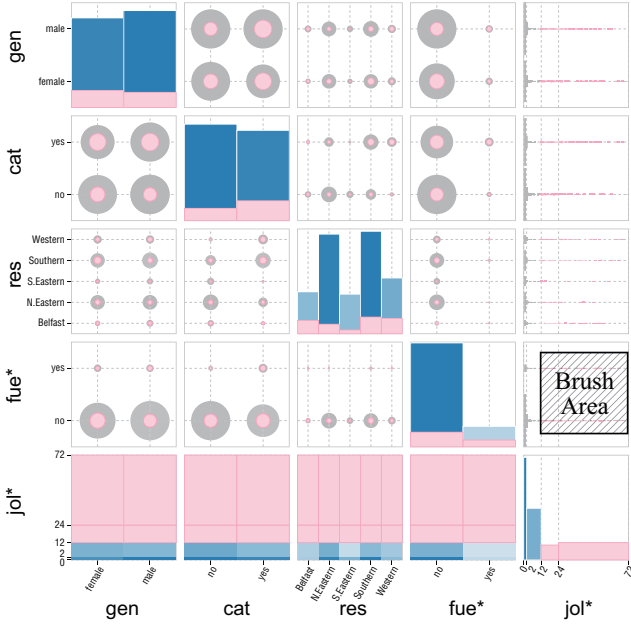 gen
male
female
cat
yes
no
res
Western
Southern
S.Eastern
N.Eastern
Belfast
fue*
yes
no
Brush
Area
jol*
72
24
12
2
0
female
male
no
yes
Belfast
N.Eastern
S.Eastern
Southern
Western
no
yes
0
2
12
24
72
gen
cat
res
fue*
jol*